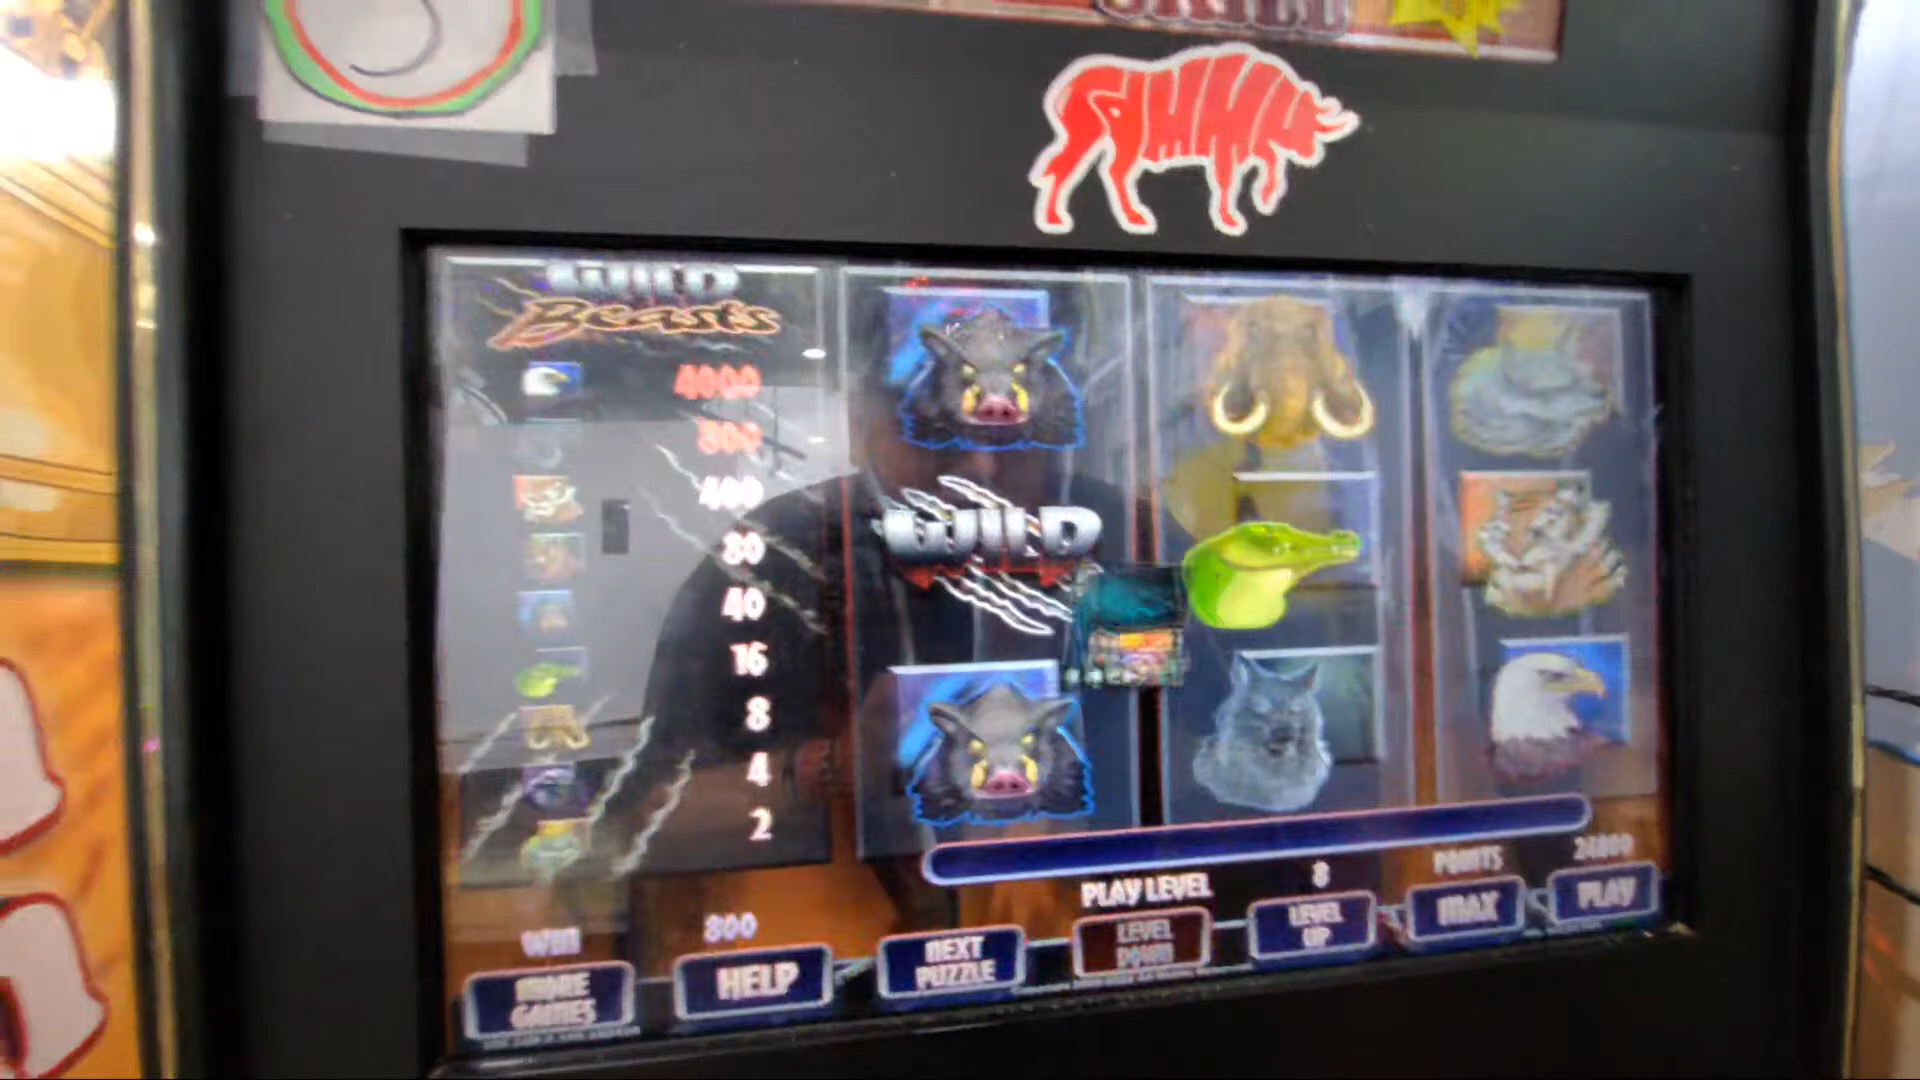 WILD
Beasts
4000
800
400
80
40
16
8
4
2
WILD
PLAY LEVEL
8
POINTS
24800
WIN
800
MORE
GAMES
HELP
NEXT
PUZZLE
LEVEL
DOWN
LEVEL
UP
MAX
PLAY